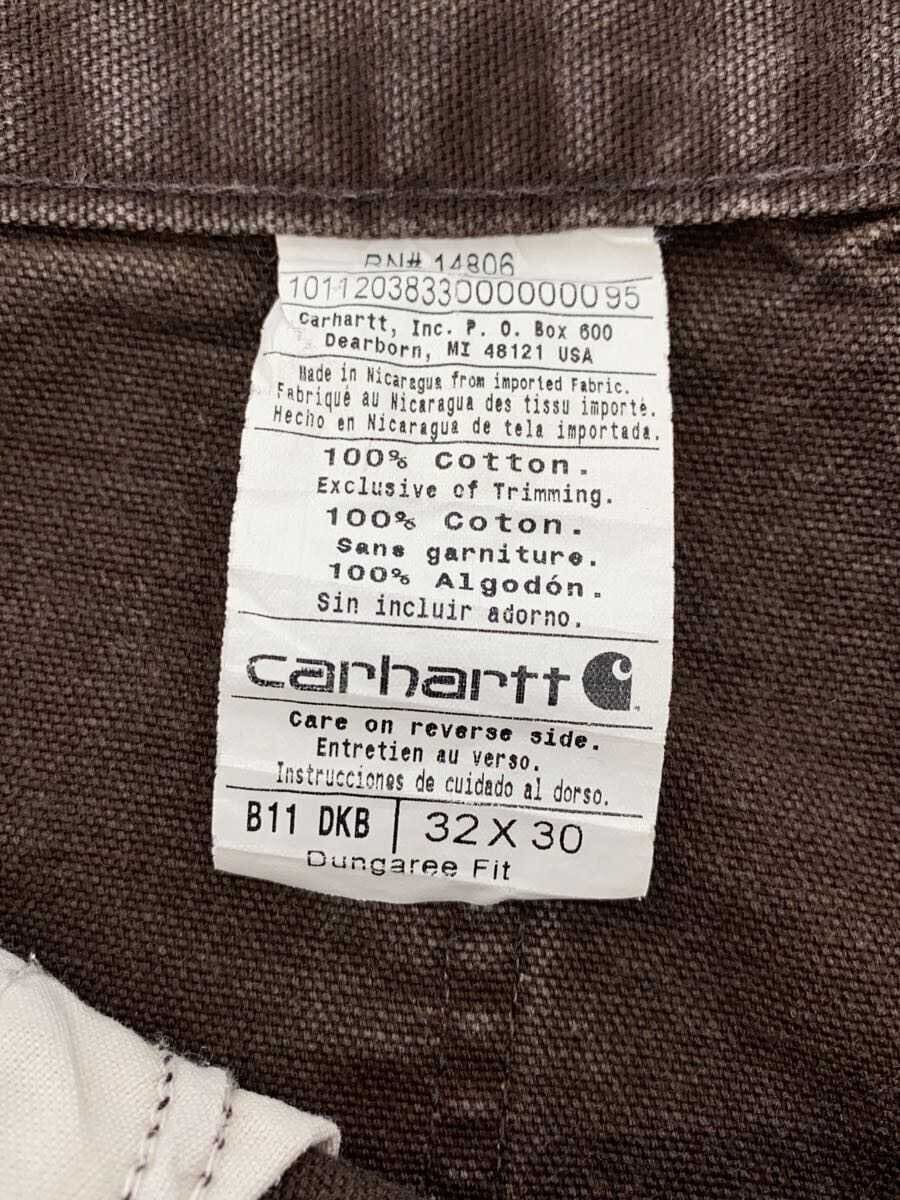 RN# 14806
10112038330000000095
Carhartt, Inc. P. O. Box 600
Dearborn, MI 48121 USA
Made in Nicaragua from imported Fabric.
Fabriqué au Nicaragua des tissu importé.
Hecho en Nicaragua de tela importada.
100% Cotton.
Exclusive of Trimming.
100% Coton.
Sans garniture.
100% Algodón.
Sin incluir adorno.
carhartt
Care on reverse side.
Entretien au verso.
Instrucciones de cuidado al dorso.
B11 DKB 32 X 30
Dungaree Fit